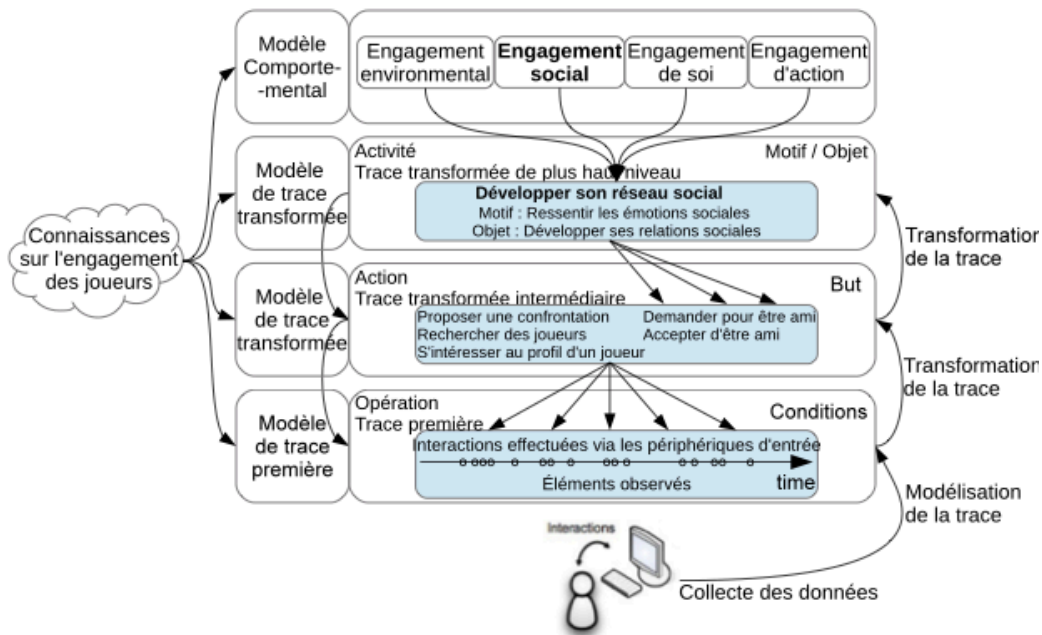 Modèle
Comporte-
-mental
Engagement
environmental
Engagement
social
Engagement
de soi
Engagement
d'action
Modèle
de trace
transformée
Activité
Motif / Objet
Trace transformée de plus haut niveau
Développer son réseau social
Motif : Ressentir les émotions sociales
Objet : Développer ses relations sociales
Connaissances
sur l'engagement
des joueurs
Transformation
de la trace
Modèle
de trace
transformée
Action
But
Trace transformée intermédiaire
Proposer une confrontation
Demander pour être ami
Rechercher des joueurs
Accepter d'être ami
S'intéresser au profil d'un joueur
Transformation
de la trace
Modèle
de trace
première
Opération
Conditions
Trace première
Interactions effectuées via les périphériques d'entrée
time
Éléments observés
Modélisation
de la trace
Interactions
Collecte des données